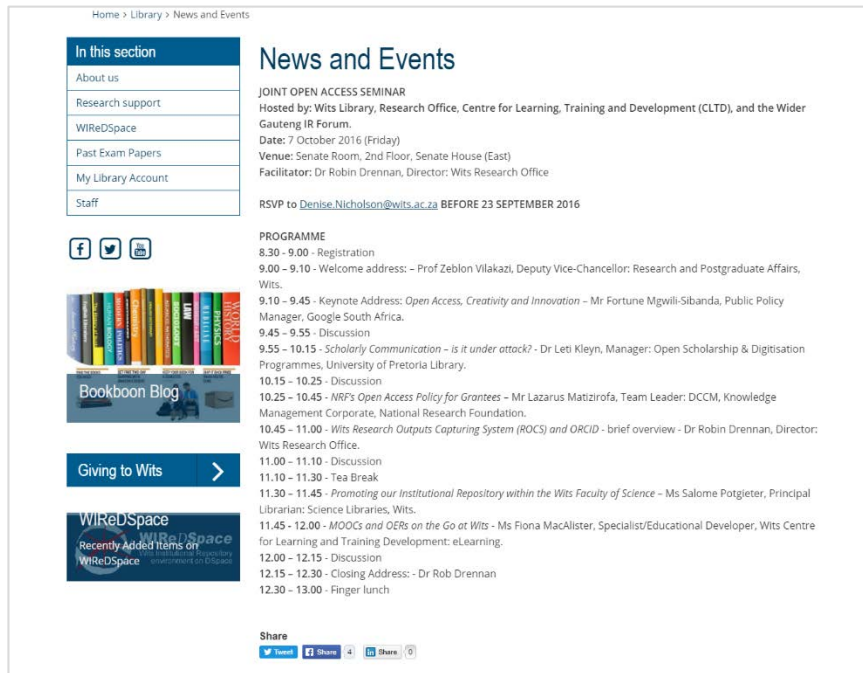 Home > Library > News and Events
In this section
About us
Research support
WIReDSpace
Past Exam Papers
My Library Account
Staff
Bookboon Blog
Giving to Wits
WIReDSpace
Recently Added Items on
WIReDSpace
News and Events
JOINT OPEN ACCESS SEMINAR
Hosted by: Wits Library, Research Office, Centre for Learning, Training and Development (CLTD), and the Wider
Gauteng IR Forum.
Date: 7 October 2016 (Friday)
Venue: Senate Room, 2nd Floor, Senate House (East)
Facilitator: Dr Robin Drennan, Director: Wits Research Office
RSVP to Denise.Nicholson@wits.ac.za BEFORE 23 SEPTEMBER 2016
PROGRAMME
8.30 - 9.00 - Registration
9.00 – 9.10 - Welcome address: – Prof Zeblon Vilakazi, Deputy Vice-Chancellor: Research and Postgraduate Affairs,
Wits.
9.10 – 9.45 - Keynote Address: Open Access, Creativity and Innovation – Mr Fortune Mgwili-Sibanda, Public Policy
Manager, Google South Africa.
9.45 – 9.55 - Discussion
9.55 – 10.15 - Scholarly Communication – is it under attack? - Dr Leti Kleyn, Manager: Open Scholarship & Digitisation
Programmes, University of Pretoria Library.
10.15 – 10.25 - Discussion
10.25 – 10.45 - NRF's Open Access Policy for Grantees – Mr Lazarus Matizirofa, Team Leader: DCCM, Knowledge
Management Corporate, National Research Foundation.
10.45 – 11.00 - Wits Research Outputs Capturing System (ROCS) and ORCID - brief overview - Dr Robin Drennan, Director:
Wits Research Office.
11.00 – 11.10 - Discussion
11.10 – 11.30 - Tea Break
11.30 – 11.45 - Promoting our Institutional Repository within the Wits Faculty of Science – Ms Salome Potgieter, Principal
Librarian: Science Libraries, Wits.
11.45 - 12.00 - MOOCs and OERs on the Go at Wits - Ms Fiona MacAlister, Specialist/Educational Developer, Wits Centre
for Learning and Training Development: eLearning.
12.00 – 12.15 - Discussion
12.15 – 12.30 - Closing Address: - Dr Rob Drennan
12.30 – 13.00 - Finger lunch
Share
Tweet Share 4 Share 0